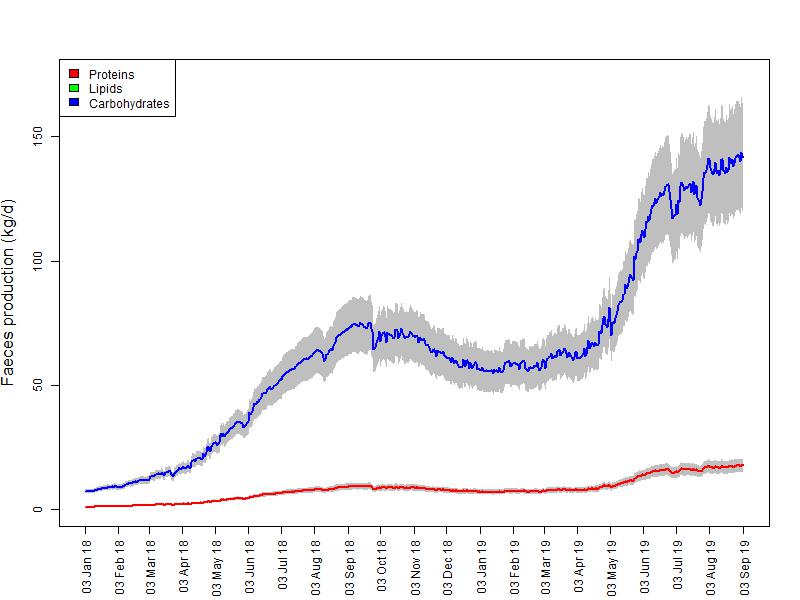 Proteins
Lipids
Carbohydrates
Faeces production (kg/d)
150
100
50
0
03 Jan 18
03 Feb 18
03 Mar 18
03 Apr 18
03 May 18
03 Jun 18
03 Jul 18
03 Aug 18
03 Sep 18
03 Oct 18
03 Nov 18
03 Dec 18
03 Jan 19
03 Feb 19
03 Mar 19
03 Apr 19
03 May 19
03 Jun 19
03 Jul 19
03 Aug 19
03 Sep 19